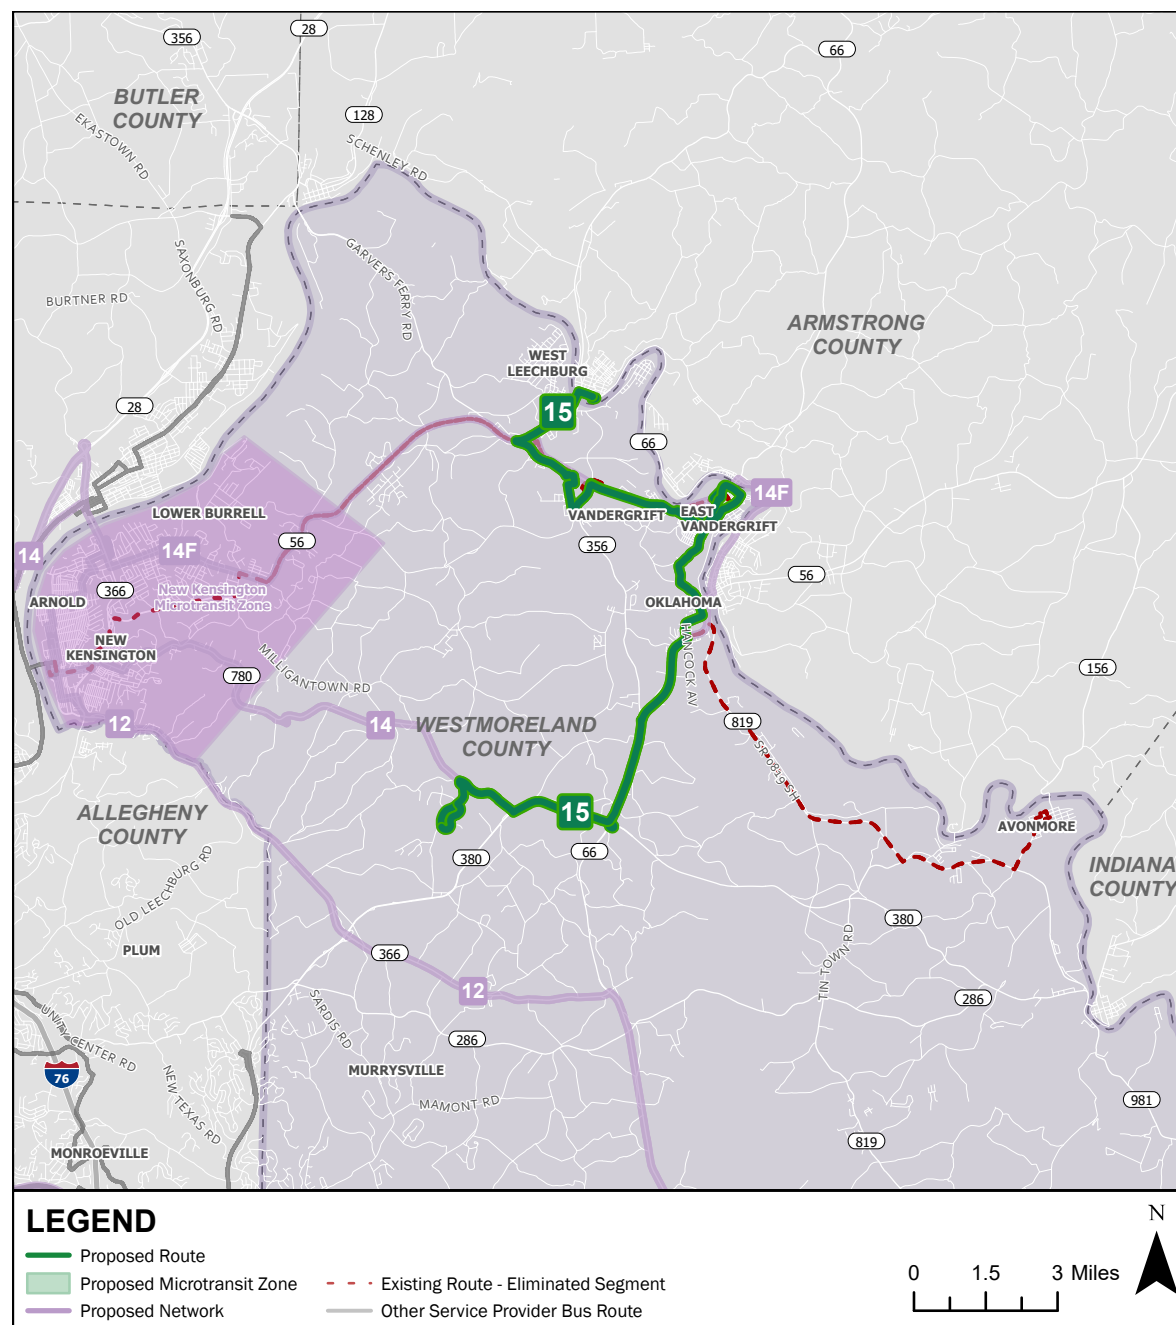 28
356
66
BUTLER
COUNTY
EKASTOWN RD
128
SCHENLEY RD
SAXONBURG RD
GARVERS FERRY RD
BURTNER RD
ARMSTRONG
COUNTY
WEST
LEECHBURG
28
15
66
14F
EAST
VANDERGRIFT
VANDERGRIFT
LOWER BURRELL
56
356
14
14F
56
366
New Kensington
Microtransit Zone
ARNOLD
OKLAHOMA
NEW
KENSINGTON
HANCOCK AV
MILLIGANTOWN RD
156
780
12
14
WESTMORELAND
COUNTY
819
SR 0819 SH
ALLEGHENY
COUNTY
15
AVONMORE
380
66
INDIANA
COUNTY
OLD LEECHBURG RD
380
PLUM
366
TIN TOWN RD
12
286
SARDIS RD
UNITY CENTER RD
286
76
NEW TEXAS RD
MURRYSVILLE
MAMONT RD
981
819
MONROEVILLE
LEGEND
Proposed Route
Proposed Microtransit Zone
Proposed Network
Existing Route - Eliminated Segment
Other Service Provider Bus Route
0 1.5 3 Miles
N